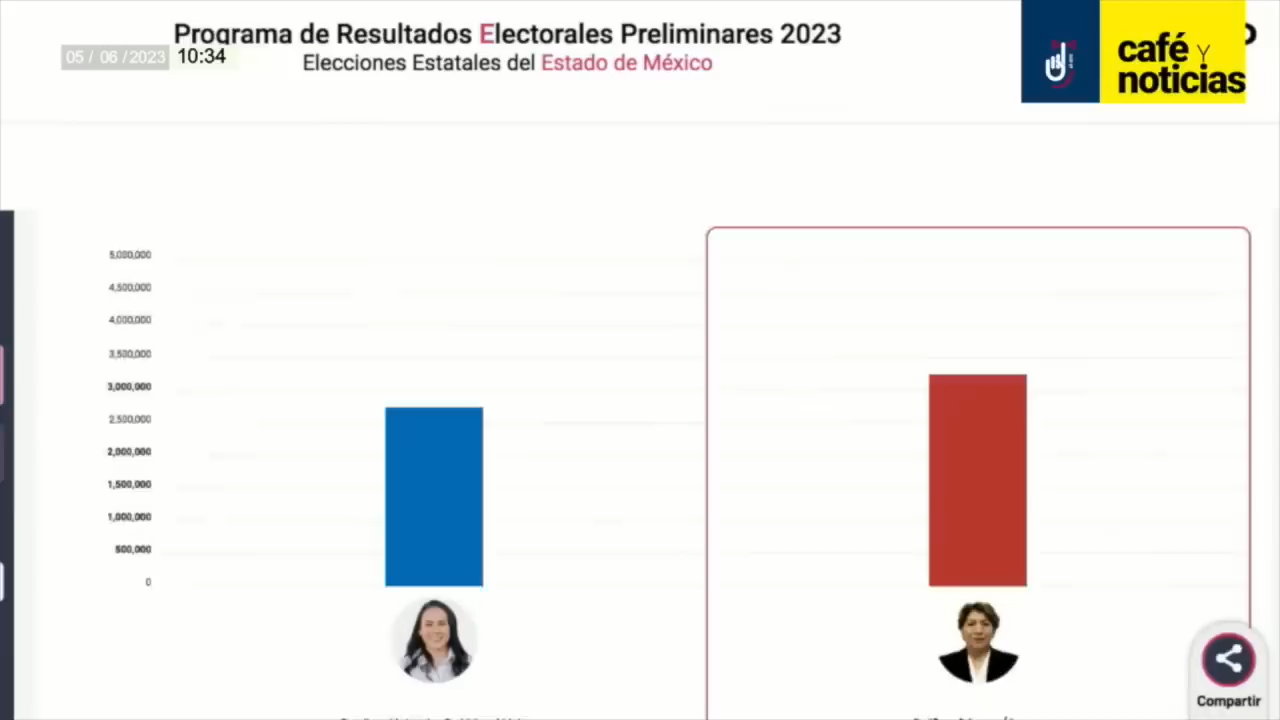 Programa de Resultados Electorales Preliminares 2023
05/ 06 /2023 10:34
Elecciones Estatales del Estado de México
café Y
noticias
5,000,000
4,500,000
4,000,000
3,500,000
3,000,000
2,500,000
2,000,000
1,500,000
1,000,000
500,000
0
Compartir